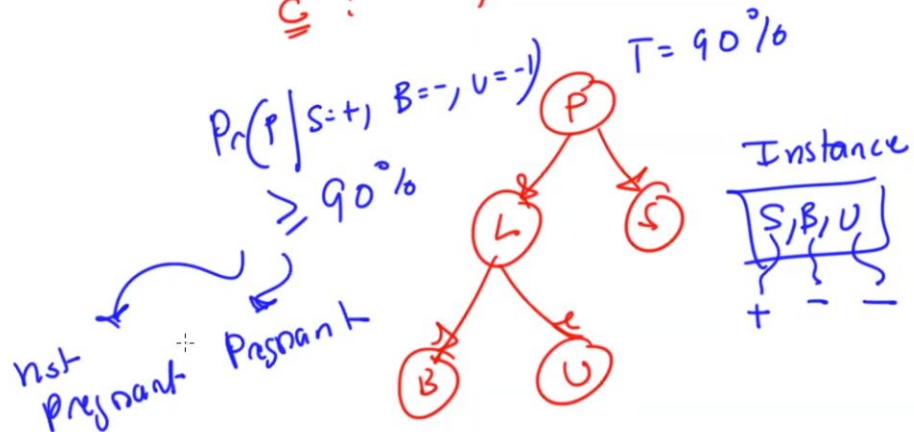 C :
T = 90%
Pr(P | S=+, B=-, U=-)
≥ 90%
P
Instance
S, B, U
+ - -
L
S
not Pregnant
Pregnant
B
U